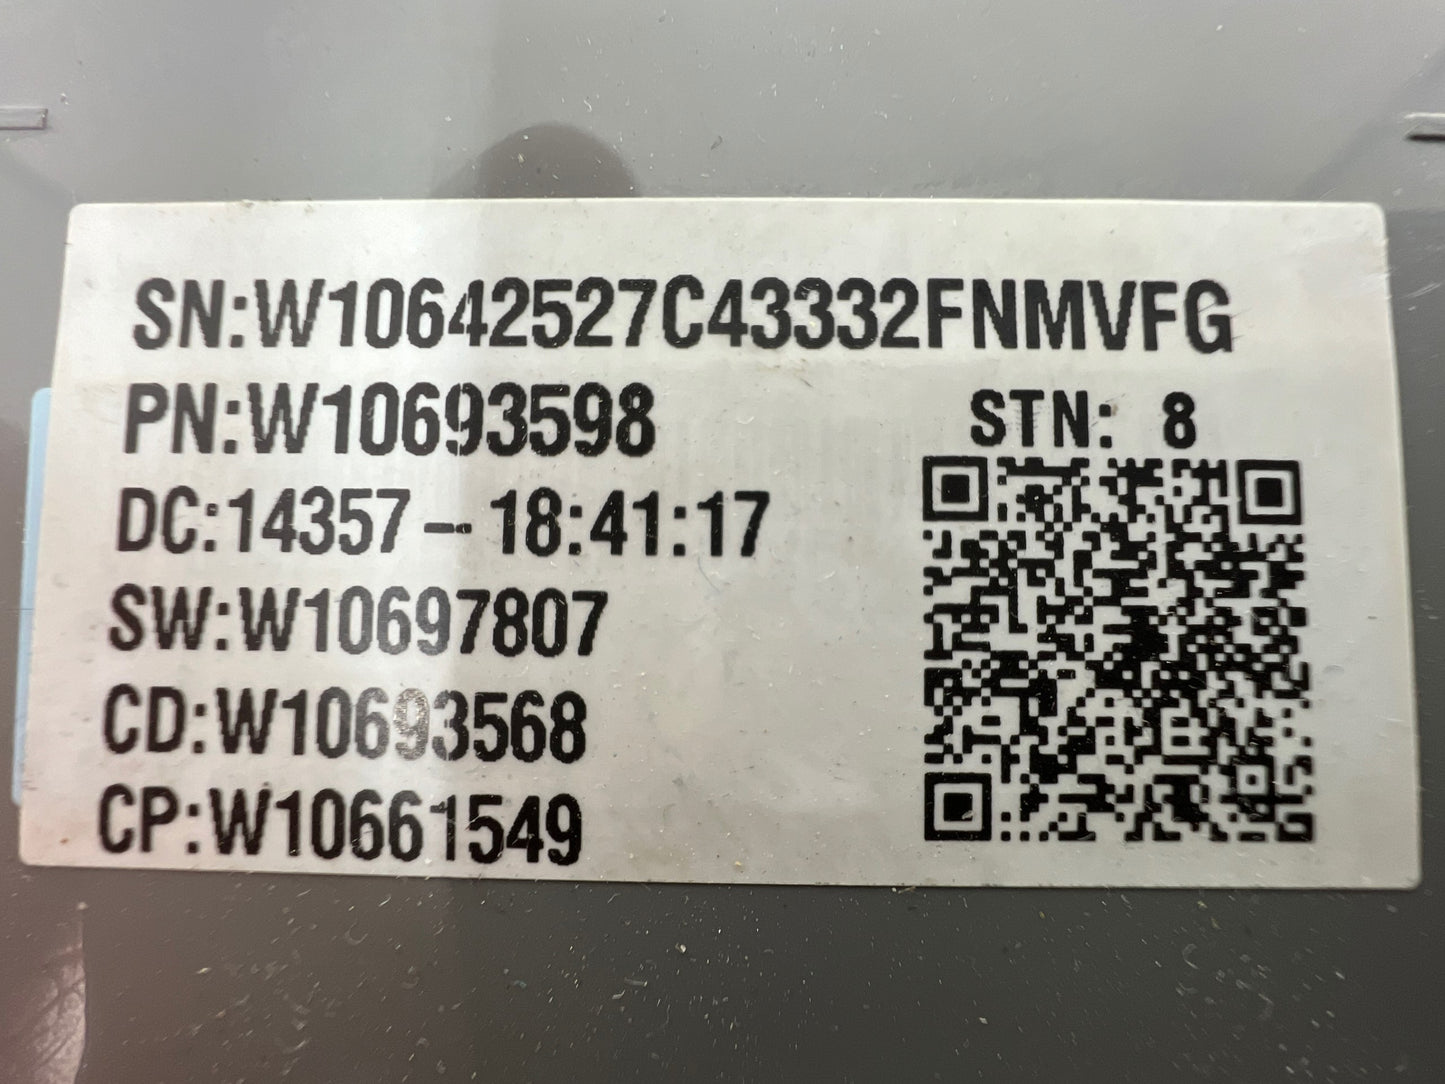 SN:W10642527C43332FNMVFG
PN:W10693598
STN: 8
DC:14357-18:41:17
SW:W10697807
CD:W10693568
CP:W10661549